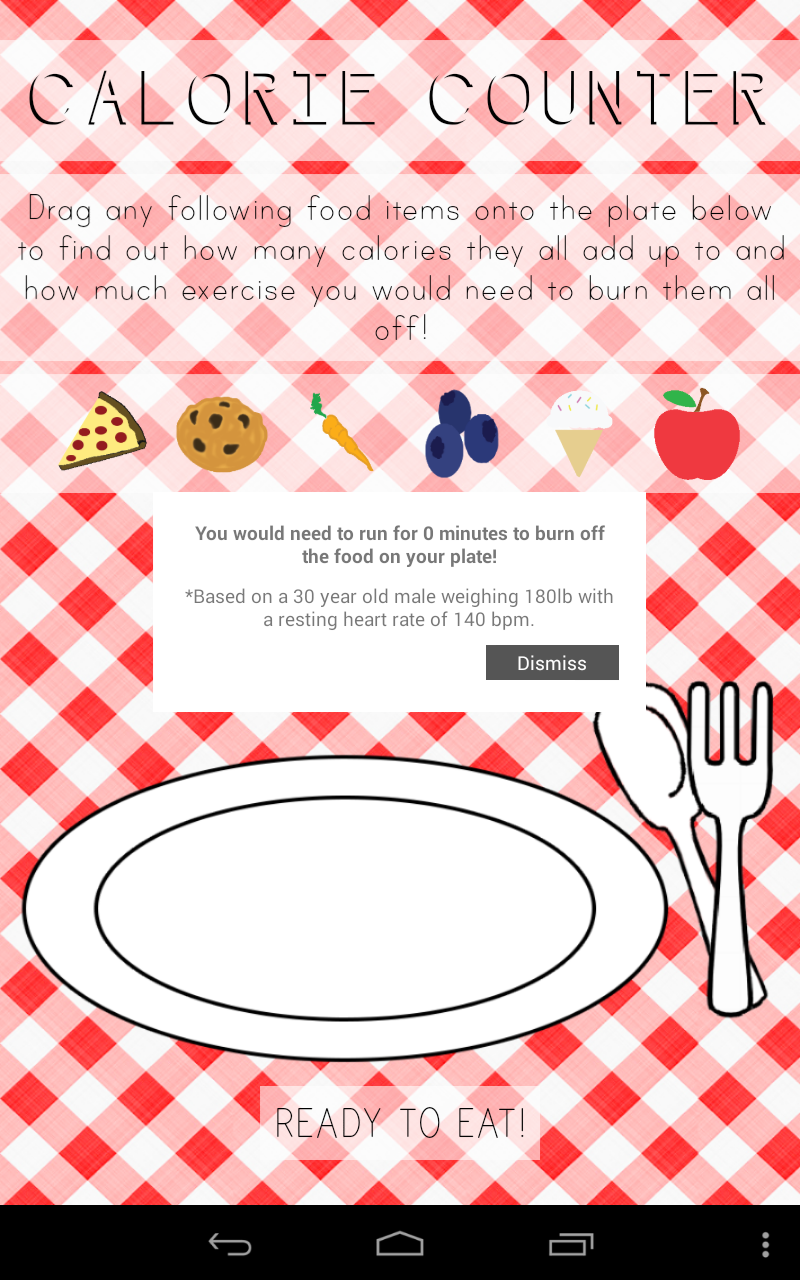 CALORIE COUNTER
Drag any following food items onto the plate below
to find out how many calories they all add up to and
how much exercise you would need to burn them all
off!
You would need to run for 0 minutes to burn off
the food on your plate!
*Based on a 30 year old male weighing 180lb with
a resting heart rate of 140 bpm.
Dismiss
READY TO EAT!